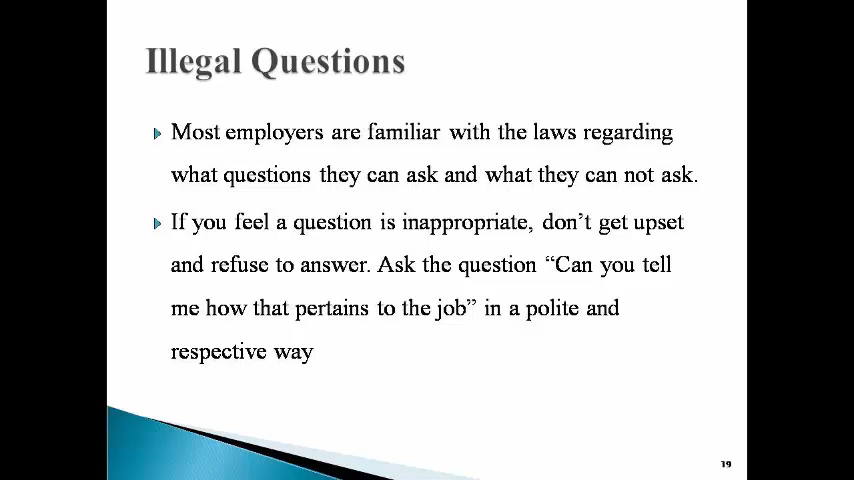 Illegal Questions
Most employers are familiar with the laws regarding
what questions they can ask and what they can not ask.
If you feel a question is inappropriate, don’t get upset
and refuse to answer. Ask the question “Can you tell
me how that pertains to the job” in a polite and
respective way
19